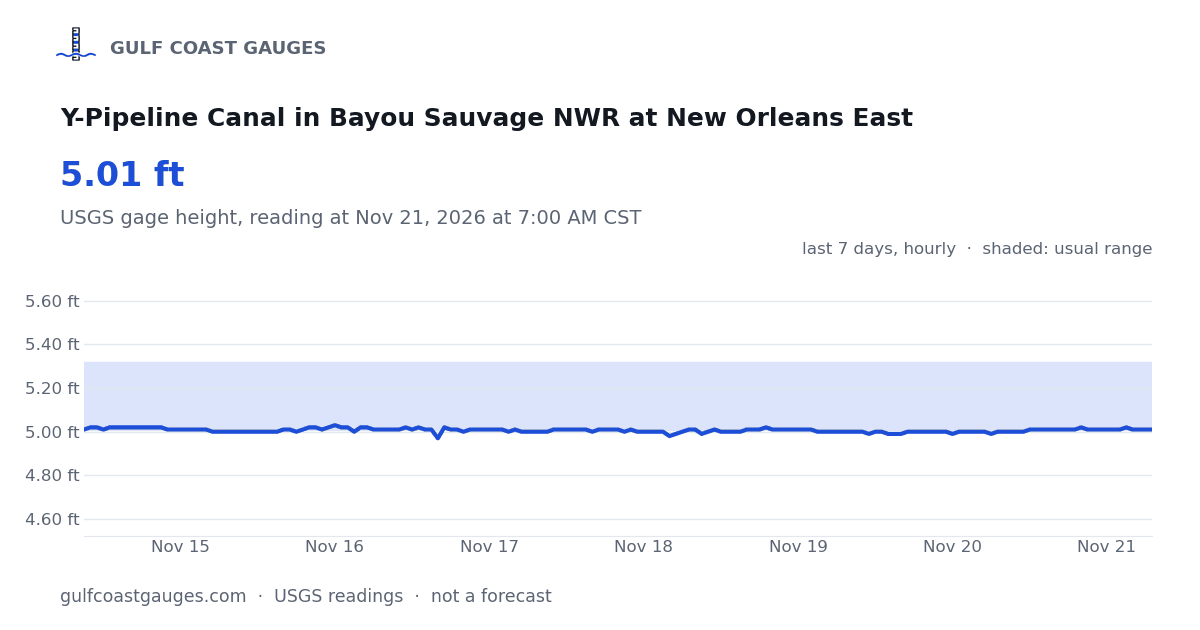 GULF COAST GAUGES
Y-Pipeline Canal in Bayou Sauvage NWR at New Orleans East
5.01 ft
USGS gage height, reading at Nov 21, 2026 at 7:00 AM CST
last 7 days, hourly · shaded: usual range
5.60 ft
5.40 ft
5.20 ft
5.00 ft
4.80 ft
4.60 ft
Nov 15 Nov 16 Nov 17 Nov 18 Nov 19 Nov 20 Nov 21
gulfcoastgauges.com · USGS readings · not a forecast